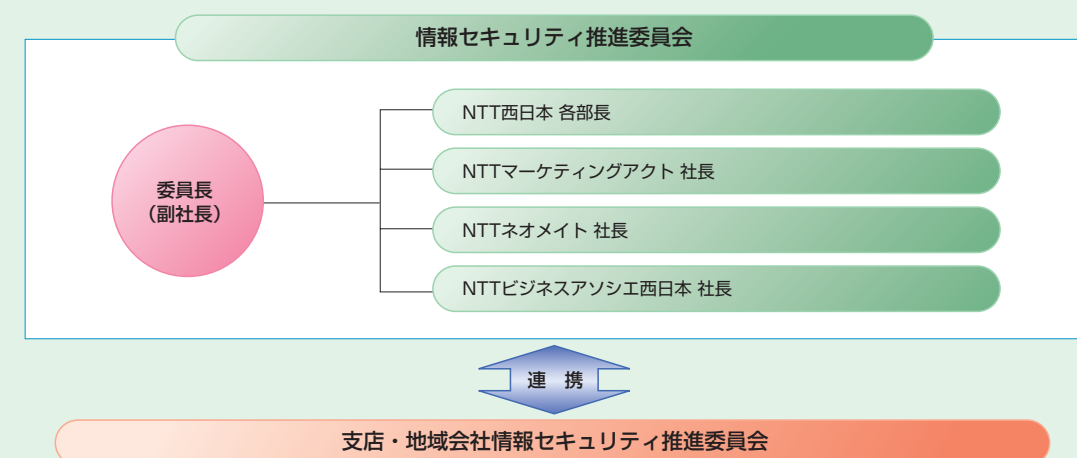 情報セキュリティ推進委員会
委員長
（副社長）
NTT西日本 各部長
NTTマーケティングアクト 社長
NTTネオメイト 社長
NTTビジネスアソシエ西日本 社長
連　携
支店・地域会社情報セキュリティ推進委員会